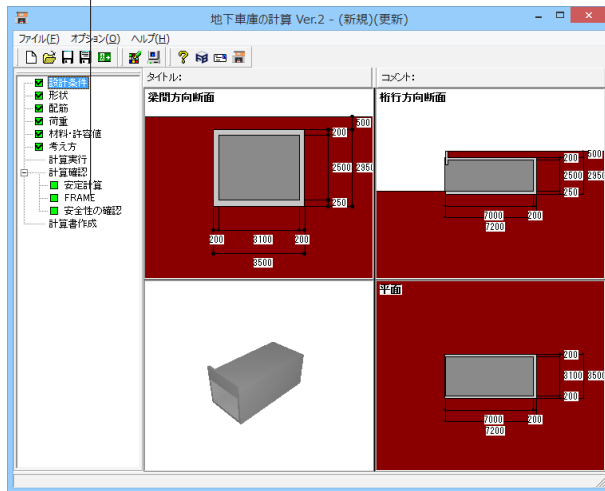 地下車庫の計算 Ver.2 - (新規)(更新)
ファイル(F) オプション(O) ヘルプ(H)
設計条件
形状
配筋
荷重
材料・許容値
考え方
計算実行
計算確認
安定計算
FRAME
安全性の確認
計算書作成
タイトル:
コメント:
梁間方向断面
500
200
2500
2950
250
200
3100
200
3500
桁行方向断面
500
200
2500
2950
250
7000
200
7200
平面
200
3100
3500
200
7000
200
7200